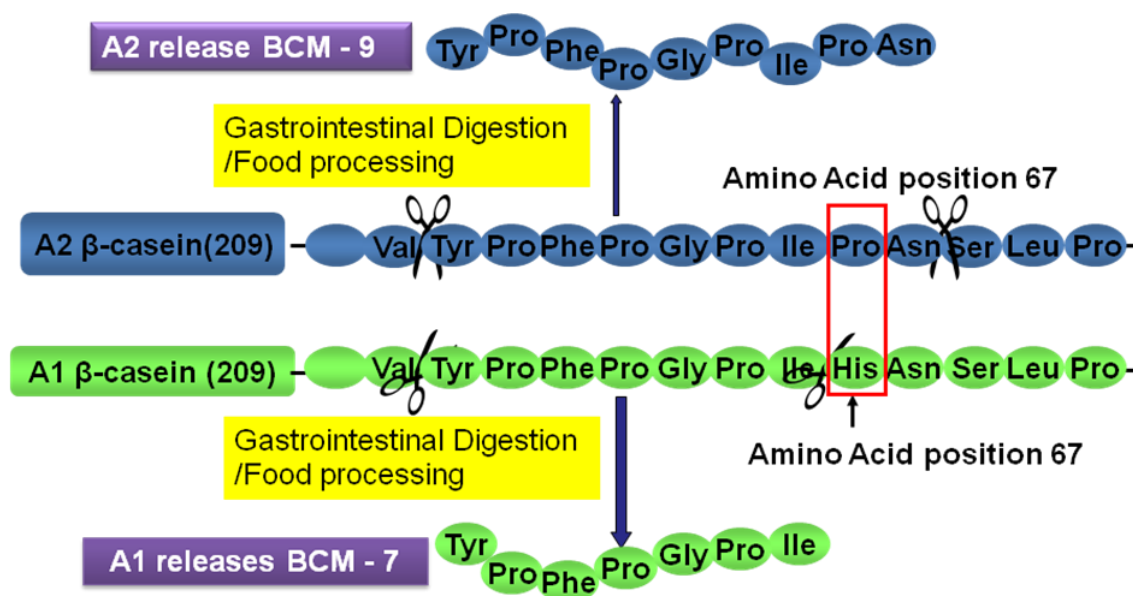 A2 release BCM - 9
Tyr Pro Phe Pro Gly Pro Ile Pro Asn
Gastrointestinal Digestion
/Food processing
Amino Acid position 67
A2 β-casein(209)
Val Tyr Pro Phe Pro Gly Pro Ile Pro Asn Ser Leu Pro
A1 β-casein (209)
Val Tyr Pro Phe Pro Gly Pro Ile His Asn Ser Leu Pro
Gastrointestinal Digestion
/Food processing
Amino Acid position 67
A1 releases BCM - 7
Tyr Pro Phe Pro Gly Pro Ile